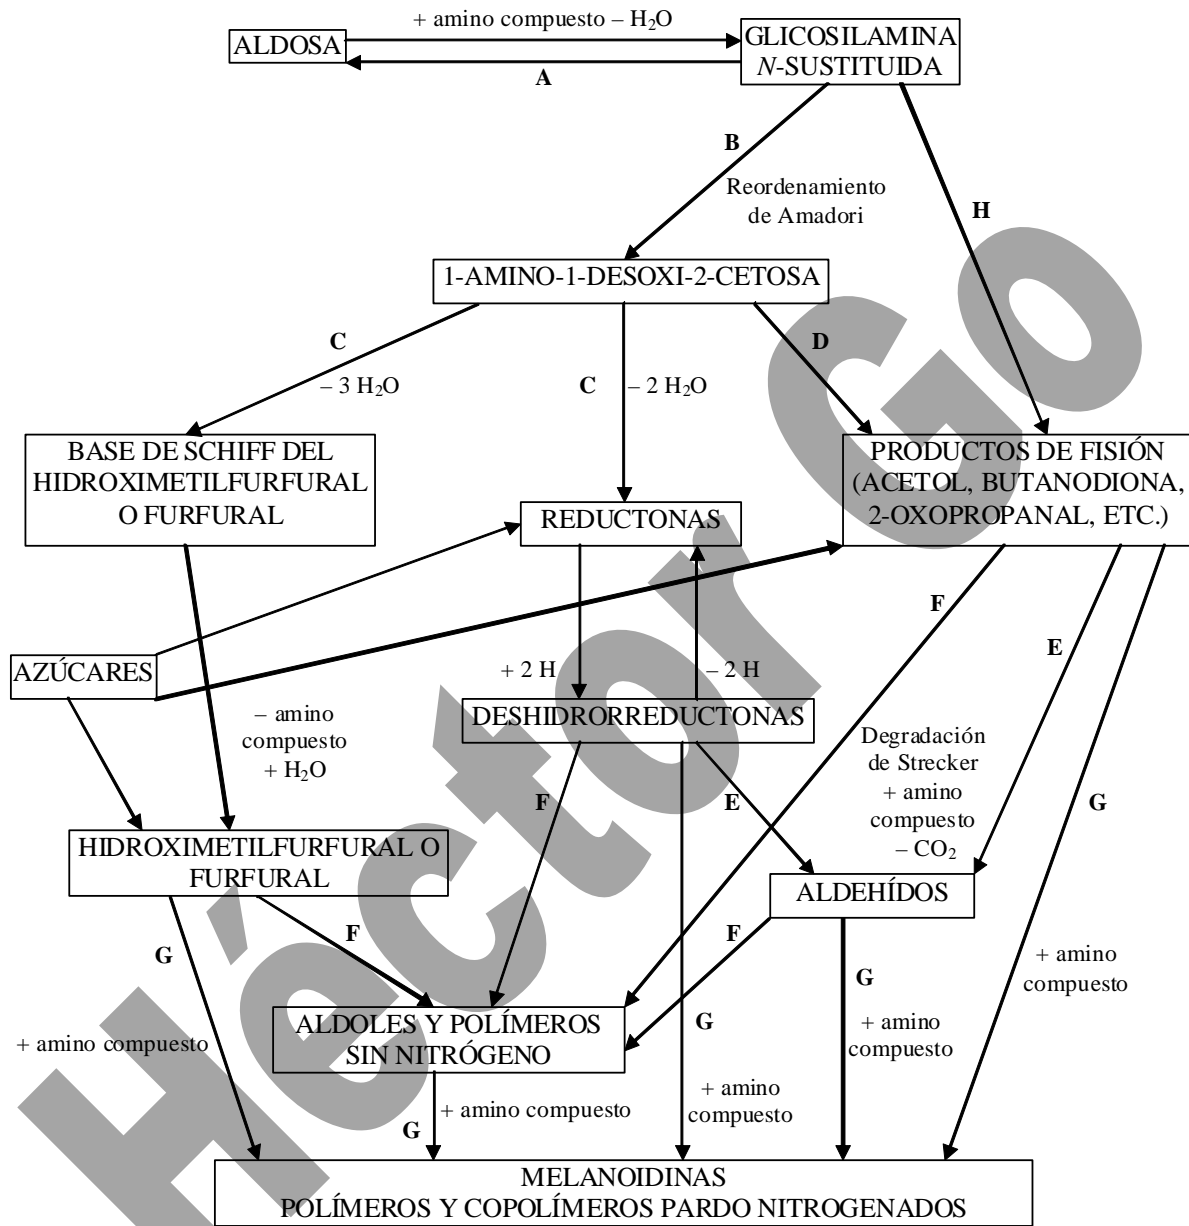 + amino compuesto – H₂O
ALDOSA
GLICOSILAMINA
N-SUSTITUIDA
A
B
Reordenamiento
de Amadori
H
1-AMINO-1-DESOXI-2-CETOSA
C
– 3 H₂O
C
– 2 H₂O
D
BASE DE SCHIFF DEL
HIDROXIMETILFURFURAL
O FURFURAL
PRODUCTOS DE FISIÓN
(ACETOL, BUTANODIONA,
2-OXOPROPANAL, ETC.)
REDUCTONAS
F
E
AZÚCARES
+ 2 H
– 2 H
DESHIDRORREDUCTONAS
– amino
compuesto
+ H₂O
Degradación
de Strecker
+ amino
compuesto
– CO₂
F
E
G
HIDROXIMETILFURFURAL O
FURFURAL
ALDEHÍDOS
G
F
F
G
+ amino
compuesto
ALDOLES Y POLÍMEROS
SIN NITRÓGENO
G
+ amino compuesto
+ amino
compuesto
G
+ amino compuesto
+ amino
compuesto
MELANOIDINAS
POLÍMEROS Y COPOLÍMEROS PARDO NITROGENADOS
Héctor Go